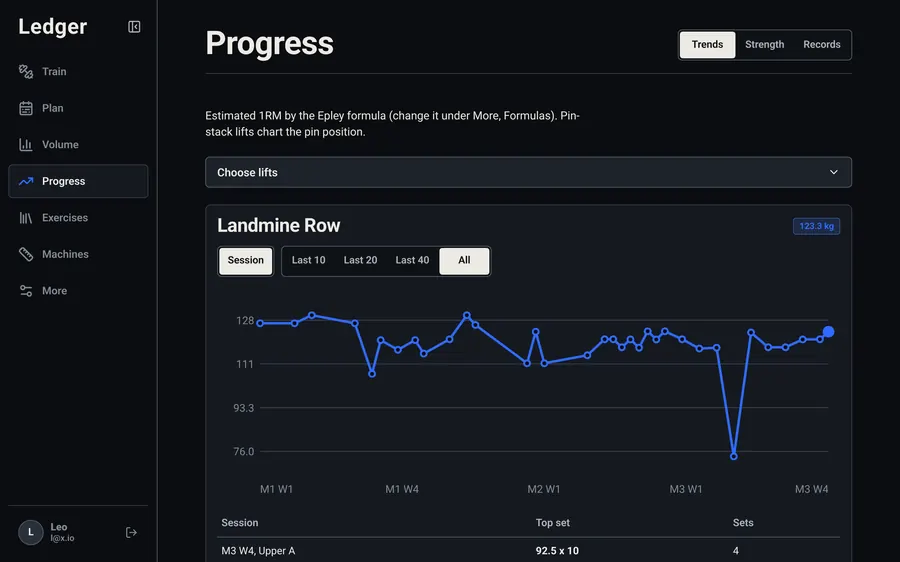 Ledger
Train
Plan
Volume
Progress
Exercises
Machines
More
L
Leo
l@x.io
Progress
Trends Strength Records
Estimated 1RM by the Epley formula (change it under More, Formulas). Pin-
stack lifts chart the pin position.
Choose lifts
Landmine Row
123.3 kg
Session Last 10 Last 20 Last 40 All
128
111
93.3
76.0
M1 W1 M1 W4 M2 W1 M3 W1 M3 W4
Session Top set Sets
M3 W4, Upper A 92.5 x 10 4